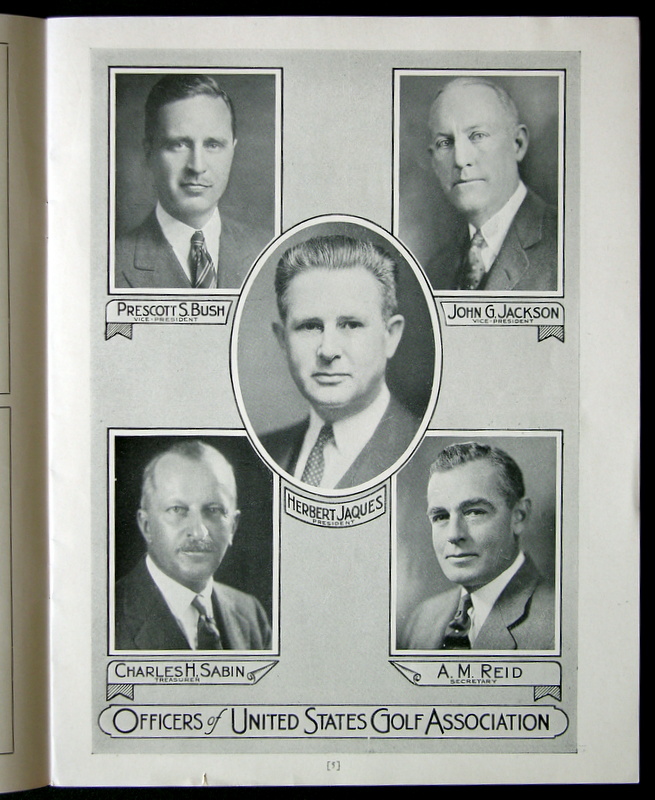 PRESCOTT S. BUSH
VICE-PRESIDENT
JOHN G. JACKSON
VICE-PRESIDENT
HERBERT JAQUES
PRESIDENT
CHARLES H. SABIN
TREASURER
A. M. REID
SECRETARY
OFFICERS of UNITED STATES GOLF ASSOCIATION